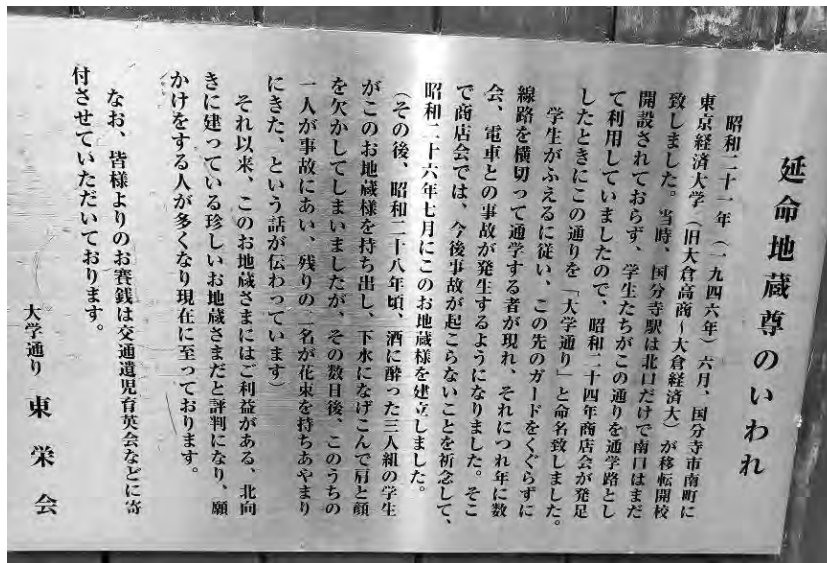 延命地蔵尊のいわれ
昭和二十一年（一九四六年）六月、国分寺市南町に
東京経済大学（旧大倉高商～大倉経済大）が移転開校
致しました。当時、国分寺駅は北口だけで南口はまだ
開設されておらず、学生たちがこの通りを通学路とし
て利用していましたので、昭和二十四年商店会が発足
したときにこの通りを「大学通り」と命名致しました。
学生がふえるに従い、この先のガードをくぐらずに
線路を横切って通学する者が現れ、それにつれ年に数
会、電車との事故が発生するようになりました。そこ
で商店会では、今後事故が起こらないことを祈念して、
昭和二十六年七月にこのお地蔵様を建立しました。
（その後、昭和二十八年頃、酒に酔った三人組の学生
がこのお地蔵様を持ち出し、下水になげこんで肩と顔
を欠かしてしまいましたが、その数日後、このうちの
一人が事故にあい、残りの二名が花束を持ちあやまり
にきた、という話が伝わっています）
それ以来、このお地蔵さまにはご利益がある、北向
きに建っている珍しいお地蔵さまだと評判になり、願
かけをする人が多くなり現在に至っております。
なお、皆様よりのお賽銭は交通遺児育英会などに寄
付させていただいております。
大学通り 東栄会